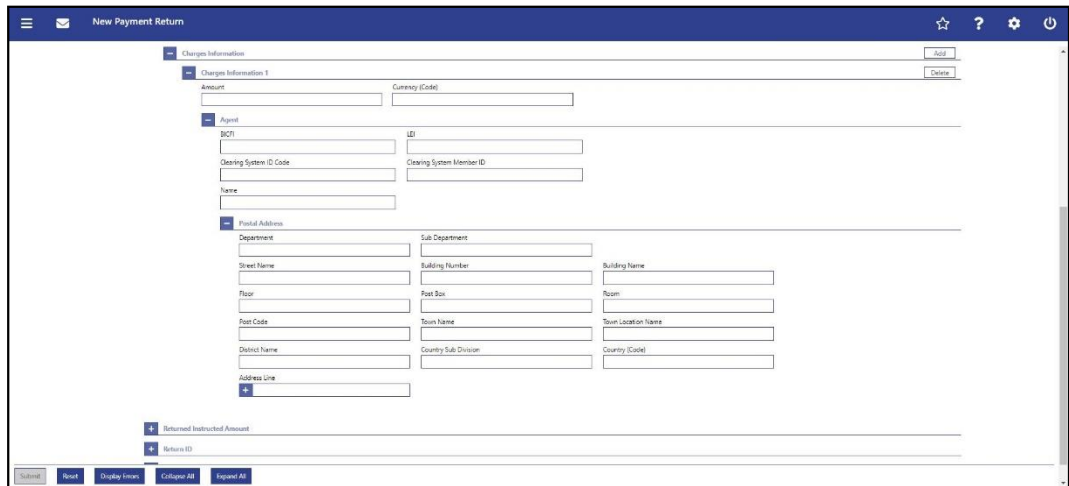 New Payment Return
Charges Information
Add
Charges Information 1
Delete
Amount
Currency (Code)
Agent
BICFI
LEI
Clearing System ID Code
Clearing System Member ID
Name
Postal Address
Department
Sub Department
Street Name
Building Number
Building Name
Floor
Post Box
Room
Post Code
Town Name
Town Location Name
District Name
Country Sub Division
Country (Code)
Address Line
Returned Instructed Amount
Return ID
Submit
Reset
Display Errors
Collapse All
Expand All